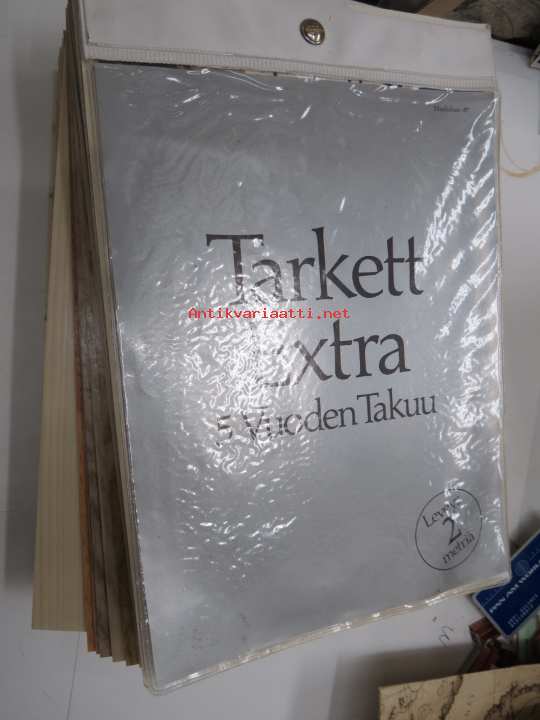 Tarkett
Antikvariaatti.net
Extra
5 Vuoden Takuu
Leveys
2
metriä